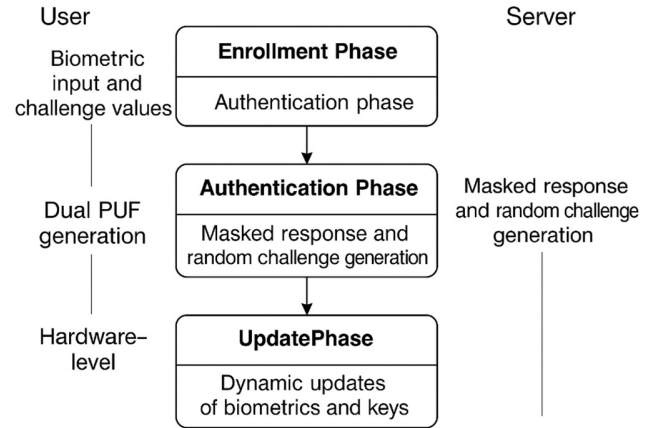 User
Server
Biometric
input and
challenge values
Enrollment Phase
Authentication phase
Dual PUF
generation
Authentication Phase
Masked response and
random challenge generation
Masked response
and random challenge
generation
Hardware–
level
UpdatePhase
Dynamic updates
of biometrics and keys